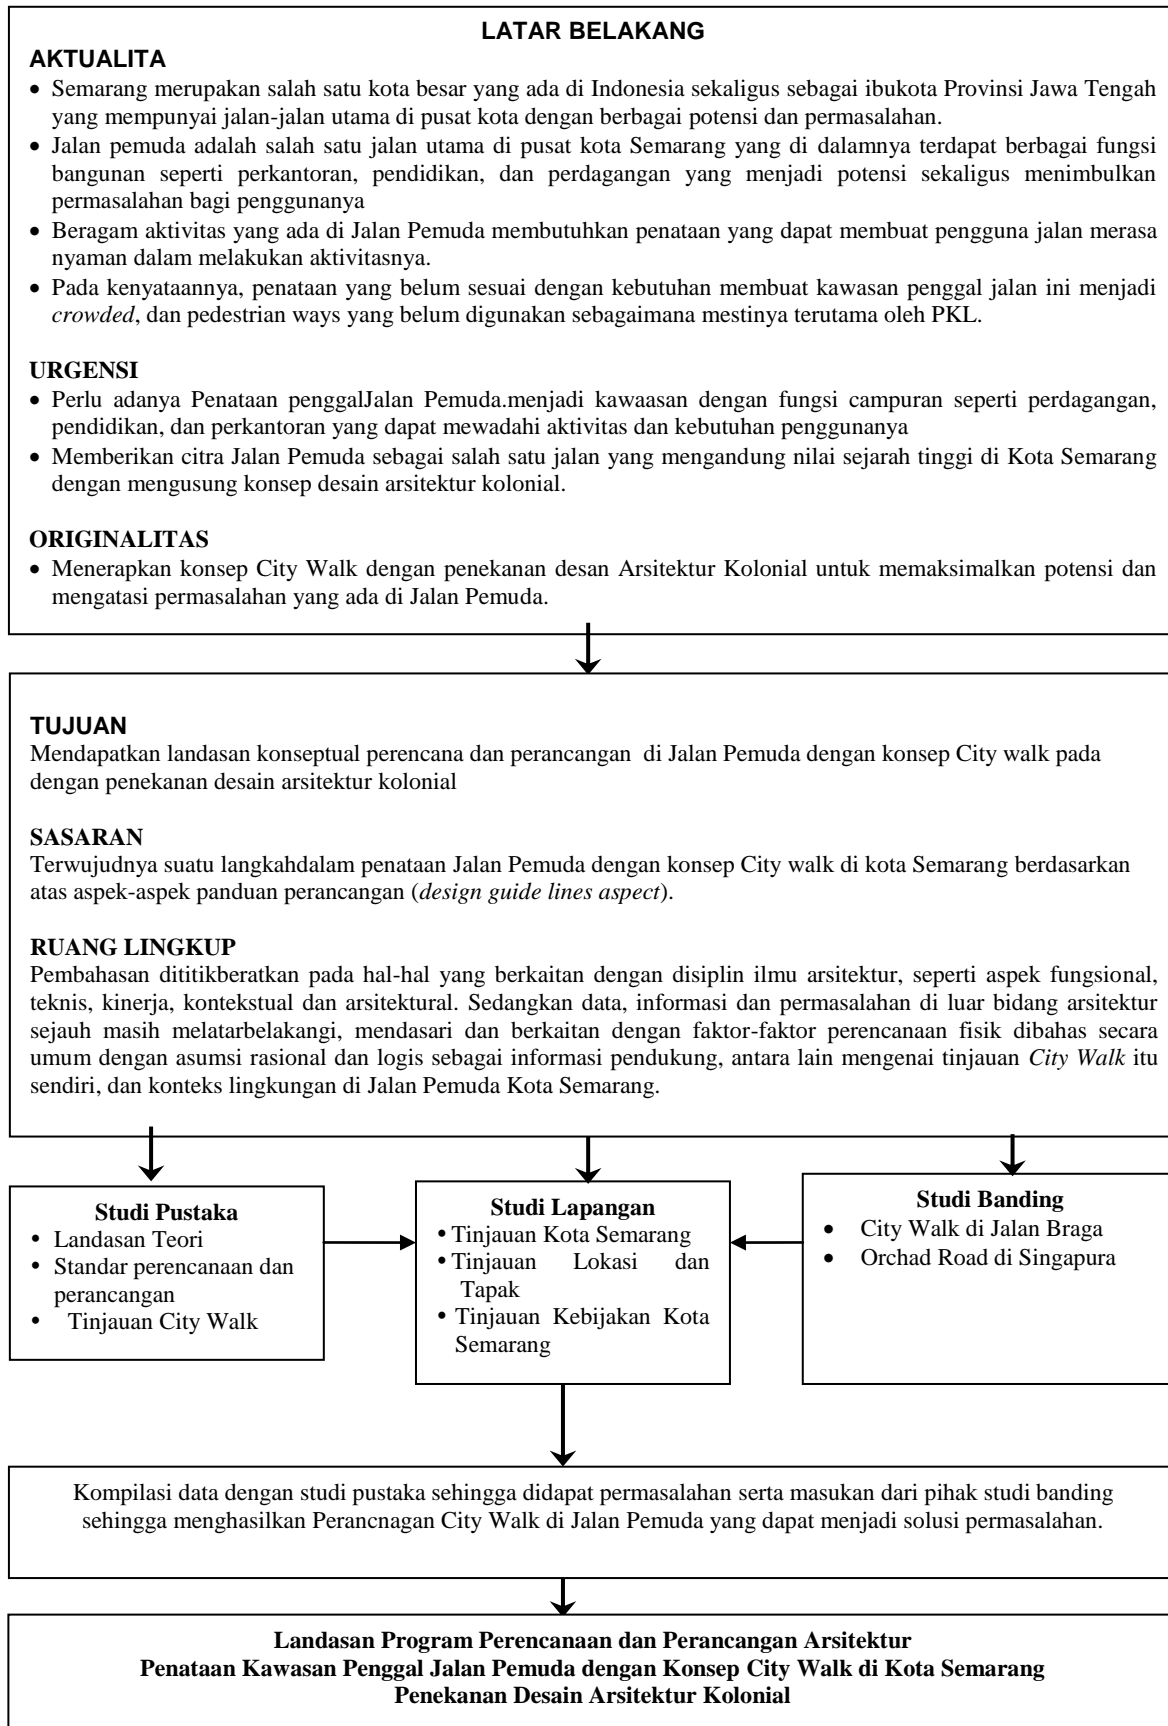 LATAR BELAKANG
AKTUALITA
• Semarang merupakan salah satu kota besar yang ada di Indonesia sekaligus sebagai ibukota Provinsi Jawa Tengah
yang mempunyai jalan-jalan utama di pusat kota dengan berbagai potensi dan permasalahan.
• Jalan pemuda adalah salah satu jalan utama di pusat kota Semarang yang di dalamnya terdapat berbagai fungsi
bangunan seperti perkantoran, pendidikan, dan perdagangan yang menjadi potensi sekaligus menimbulkan
permasalahan bagi penggunanya
• Beragam aktivitas yang ada di Jalan Pemuda membutuhkan penataan yang dapat membuat pengguna jalan merasa
nyaman dalam melakukan aktivitasnya.
• Pada kenyataannya, penataan yang belum sesuai dengan kebutuhan membuat kawasan penggal jalan ini menjadi
crowded, dan pedestrian ways yang belum digunakan sebagaimana mestinya terutama oleh PKL.
URGENSI
• Perlu adanya Penataan penggalJalan Pemuda.menjadi kawaasan dengan fungsi campuran seperti perdagangan,
pendidikan, dan perkantoran yang dapat mewadahi aktivitas dan kebutuhan penggunanya
• Memberikan citra Jalan Pemuda sebagai salah satu jalan yang mengandung nilai sejarah tinggi di Kota Semarang
dengan mengusung konsep desain arsitektur kolonial.
ORIGINALITAS
• Menerapkan konsep City Walk dengan penekanan desan Arsitektur Kolonial untuk memaksimalkan potensi dan
mengatasi permasalahan yang ada di Jalan Pemuda.
TUJUAN
Mendapatkan landasan konseptual perencana dan perancangan di Jalan Pemuda dengan konsep City walk pada
dengan penekanan desain arsitektur kolonial
SASARAN
Terwujudnya suatu langkahdalam penataan Jalan Pemuda dengan konsep City walk di kota Semarang berdasarkan
atas aspek-aspek panduan perancangan (design guide lines aspect).
RUANG LINGKUP
Pembahasan dititikberatkan pada hal-hal yang berkaitan dengan disiplin ilmu arsitektur, seperti aspek fungsional,
teknis, kinerja, kontekstual dan arsitektural. Sedangkan data, informasi dan permasalahan di luar bidang arsitektur
sejauh masih melatarbelakangi, mendasari dan berkaitan dengan faktor-faktor perencanaan fisik dibahas secara
umum dengan asumsi rasional dan logis sebagai informasi pendukung, antara lain mengenai tinjauan City Walk itu
sendiri, dan konteks lingkungan di Jalan Pemuda Kota Semarang.
Studi Pustaka
• Landasan Teori
• Standar perencanaan dan
perancangan
• Tinjauan City Walk
Studi Lapangan
• Tinjauan Kota Semarang
• Tinjauan Lokasi dan
Tapak
• Tinjauan Kebijakan Kota
Semarang
Studi Banding
• City Walk di Jalan Braga
• Orchad Road di Singapura
Kompilasi data dengan studi pustaka sehingga didapat permasalahan serta masukan dari pihak studi banding
sehingga menghasilkan Perancnagan City Walk di Jalan Pemuda yang dapat menjadi solusi permasalahan.
Landasan Program Perencanaan dan Perancangan Arsitektur
Penataan Kawasan Penggal Jalan Pemuda dengan Konsep City Walk di Kota Semarang
Penekanan Desain Arsitektur Kolonial